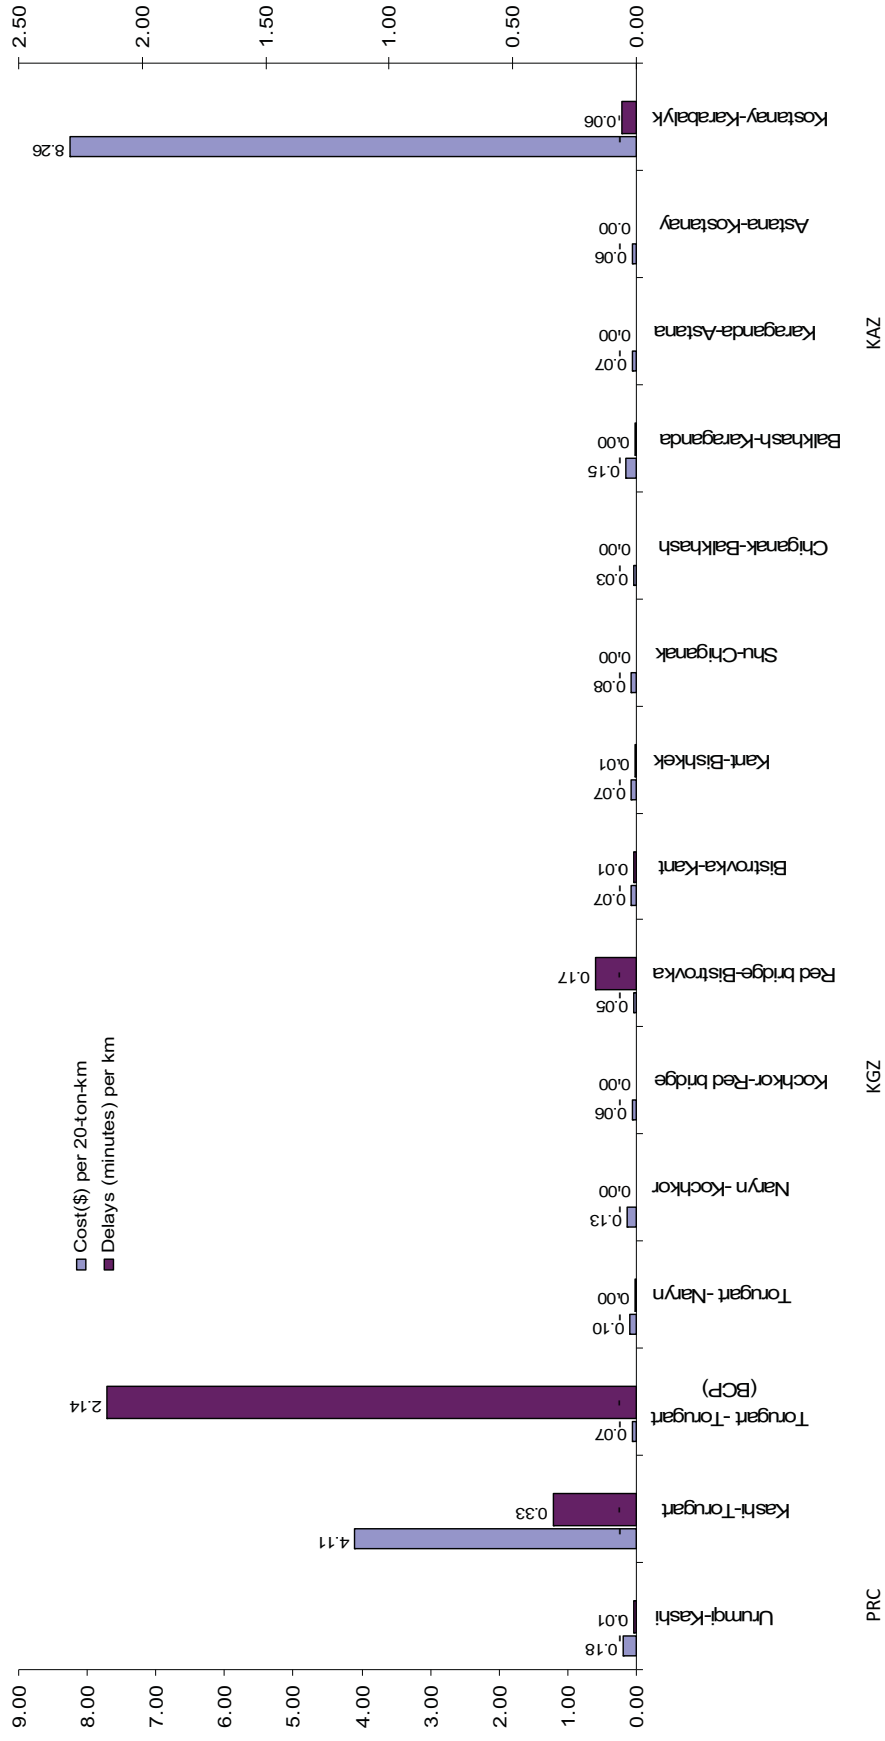 9.00
8.00
7.00
6.00
5.00
4.00
3.00
2.00
1.00
0.00
2.50
2.00
1.50
1.00
0.50
0.00
Cost($) per 20-ton-km
Delays (minutes) per km
0.18
0.01
4.11
0.33
0.07
2.14
0.10
0.00
0.13
0.00
0.06
0.00
0.05
0.17
0.07
0.01
0.07
0.01
0.08
0.00
0.03
0.00
0.15
0.00
0.07
0.00
0.06
0.00
8.26
0.06
Urumqi-Kashi
Kashi-Torugart
Torugart - Torugart
(BCP)
Torugart - Naryn
Naryn - Kochkor
Kochkor-Red bridge
Red bridge-Bistrovka
Bistrovka-Kant
Kant-Bishkek
Shu-Chiganak
Chiganak-Balkhash
Balkhash-Karaganda
Karaganda-Astana
Astana-Kostanay
Kostanay-Karabalyk
PRC
KGZ
KAZ